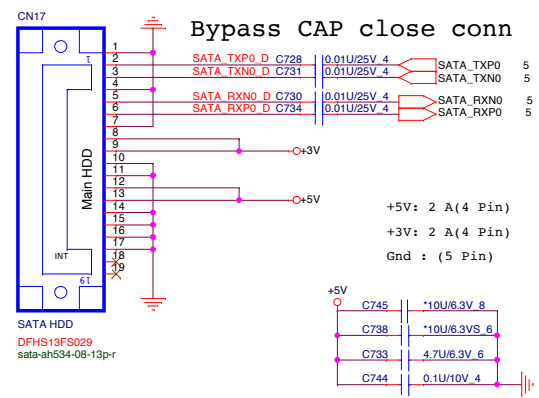 CN17
Bypass CAP close conn
1
1
2 SATA_TXP0_D C728 0.01U/25V_4 SATA_TXP0 5
3 SATA_TXN0_D C731 0.01U/25V_4 SATA_TXN0 5
4
5 SATA_RXN0_D C730 0.01U/25V_4 SATA_RXN0 5
6 SATA_RXP0_D C734 0.01U/25V_4 SATA_RXP0 5
7
8
9 +3V
10
11
12
Main HDD
13 +5V
14
15
16
17
INT
18
19
19
+5V: 2 A(4 Pin)
+3V: 2 A(4 Pin)
Gnd : (5 Pin)
SATA HDD
DFHS13FS029
sata-ah534-08-13p-r
+5V
C745 *10U/6.3V_8
C738 *10U/6.3VS_6
C733 4.7U/6.3V_6
C744 0.1U/10V_4